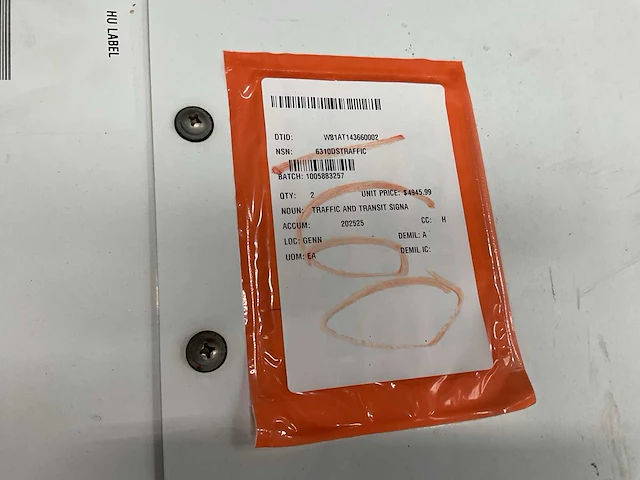 HU LABEL
DTID: W81AT143660002
NSN: 6310DSTRAFFIC
BATCH: 1005883257
QTY: 2 UNIT PRICE: $4945.99
NOUN: TRAFFIC AND TRANSIT SIGNA
ACCUM: 202525 CC: H
LOC: GENN DEMIL: A
UOM: EA DEMIL IC: